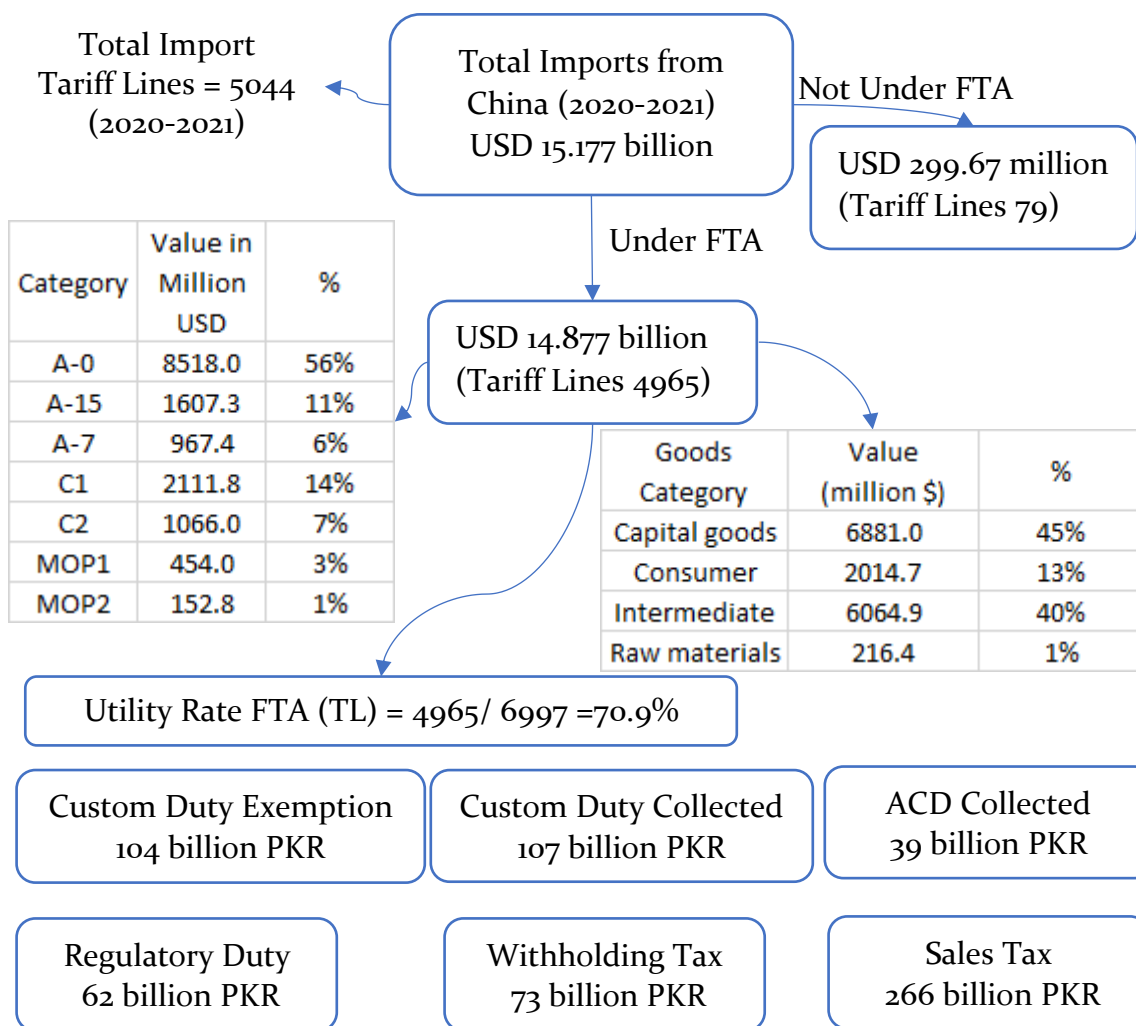 Total Import
Tariff Lines = 5044
(2020-2021)
Total Imports from
China (2020-2021)
USD 15.177 billion
Not Under FTA
USD 299.67 million
(Tariff Lines 79)
Under FTA
USD 14.877 billion
(Tariff Lines 4965)
Category Value in Million USD %
A-0 8518.0 56%
A-15 1607.3 11%
A-7 967.4 6%
C1 2111.8 14%
C2 1066.0 7%
MOP1 454.0 3%
MOP2 152.8 1%
Goods Category Value (million $) %
Capital goods 6881.0 45%
Consumer 2014.7 13%
Intermediate 6064.9 40%
Raw materials 216.4 1%
Utility Rate FTA (TL) = 4965/ 6997 =70.9%
Custom Duty Exemption
104 billion PKR
Custom Duty Collected
107 billion PKR
ACD Collected
39 billion PKR
Regulatory Duty
62 billion PKR
Withholding Tax
73 billion PKR
Sales Tax
266 billion PKR